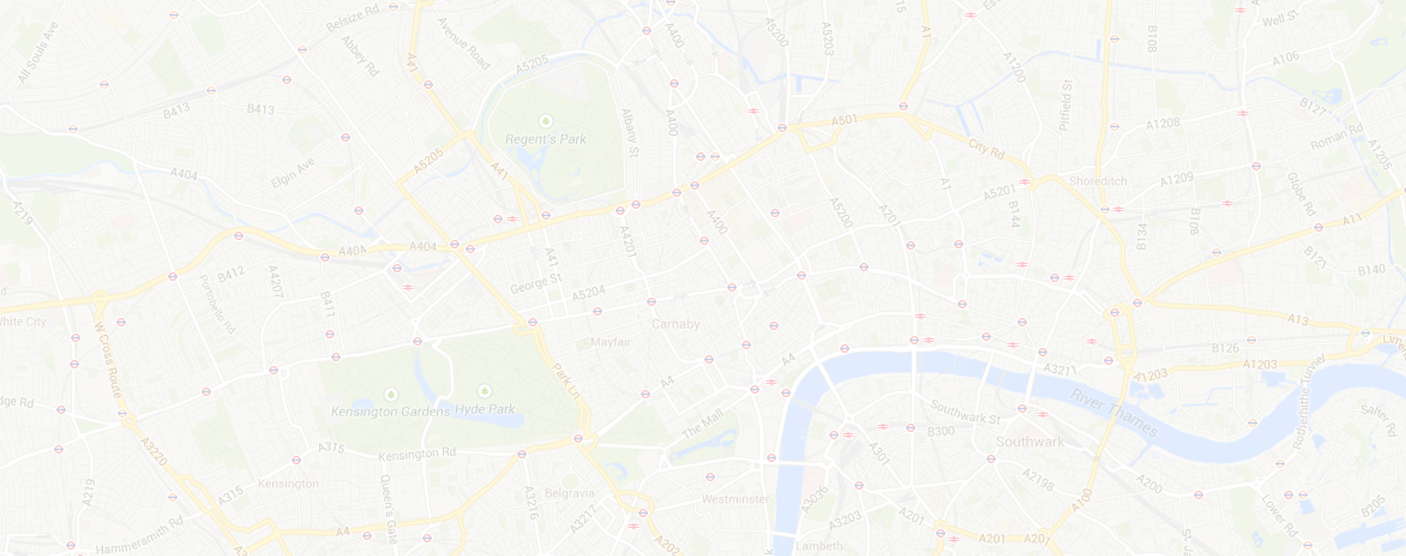 All Souls Ave
Belsize Rd
Abbey Rd
Avenue Road
A41
A5205
A400
A5200
A5203
A1
A1200
B108
Well St
A106
B413
B413
Regent's Park
Albany St
A400
A501
City Rd
Pitfield St
A1208
B127
Roman Rd
A1205
A404
Elgin Ave
A5205
A41
A1
A5201
Shoreditch
A1209
Globe Rd
A219
A404
A404
A4201
A400
A5200
A201
B144
B134
B108
A11
B412
A4207
B411
Portobello Rd
A41
George St
A5204
B121
B140
White City
W Cross Route
Carnaby
Mayfair
A13
B126
A1203
A1203
A4
A3211
Park Ln
Kensington Gardens
Hyde Park
A4
The Mall
Southwark St
B300
River Thames
Rotherhithe Tunnel
Salter Rd
Southwark
A3220
A315
Kensington Rd
A301
A219
A315
Kensington
Queen's Gate
A3216
Belgravia
A3217
Westminster
A3036
A2198
A200
A100
Lower Rd
B205
Hammersmith Rd
A4
A202
A3203
A201
A201
Lambeth